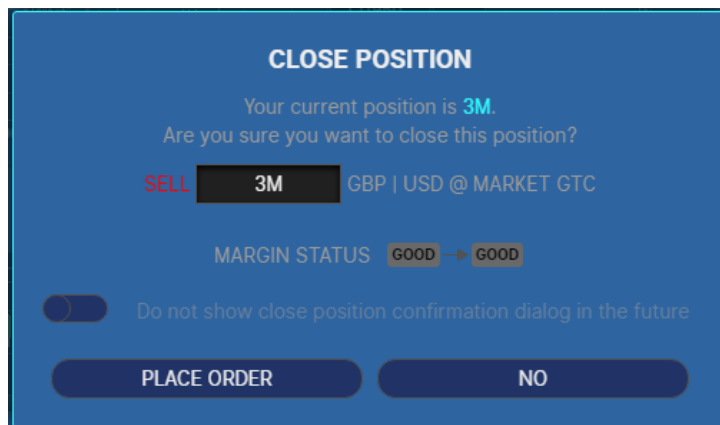 CLOSE POSITION
Your current position is 3M.
Are you sure you want to close this position?
SELL 3M GBP | USD @ MARKET GTC
MARGIN STATUS GOOD → GOOD
Do not show close position confirmation dialog in the future
PLACE ORDER NO